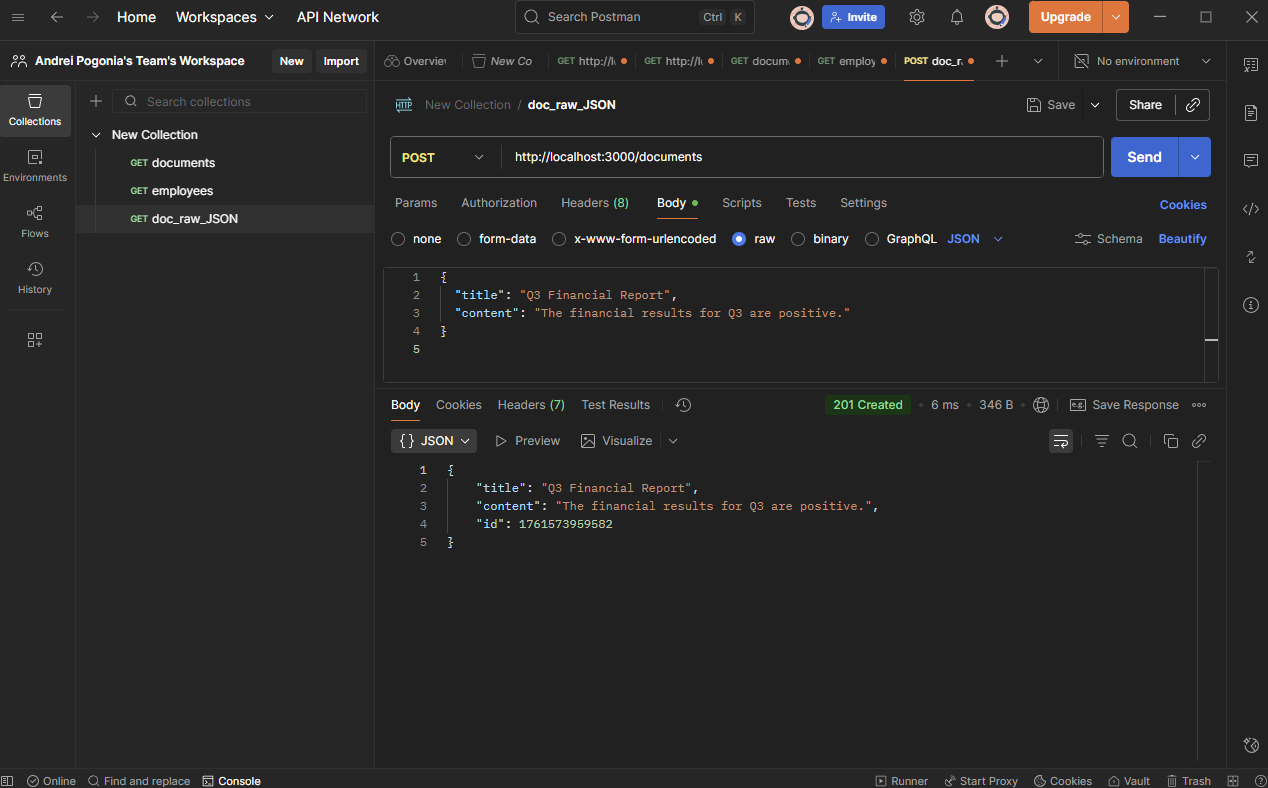 Home Workspaces API Network Search Postman Ctrl K Invite Upgrade
Andrei Pogonia's Team's Workspace New Import Overview New Co GET http://l GET http://l GET docum GET employ POST doc_r No environment
Collections
Environments
Flows
History
Search collections
New Collection
GET documents
GET employees
GET doc_raw_JSON
HTTP New Collection / doc_raw_JSON Save Share
POST http://localhost:3000/documents Send
Params Authorization Headers (8) Body Scripts Tests Settings Cookies
none form-data x-www-form-urlencoded raw binary GraphQL JSON Schema Beautify
1 {
2 "title": "Q3 Financial Report",
3 "content": "The financial results for Q3 are positive."
4 }
5
Body Cookies Headers (7) Test Results 201 Created • 6 ms • 346 B • e.g. Save Response
{ } JSON Preview Visualize
1 {
2 "title": "Q3 Financial Report",
3 "content": "The financial results for Q3 are positive.",
4 "id": 1761573959582
5 }
Online Find and replace Console Runner Start Proxy Cookies Vault Trash